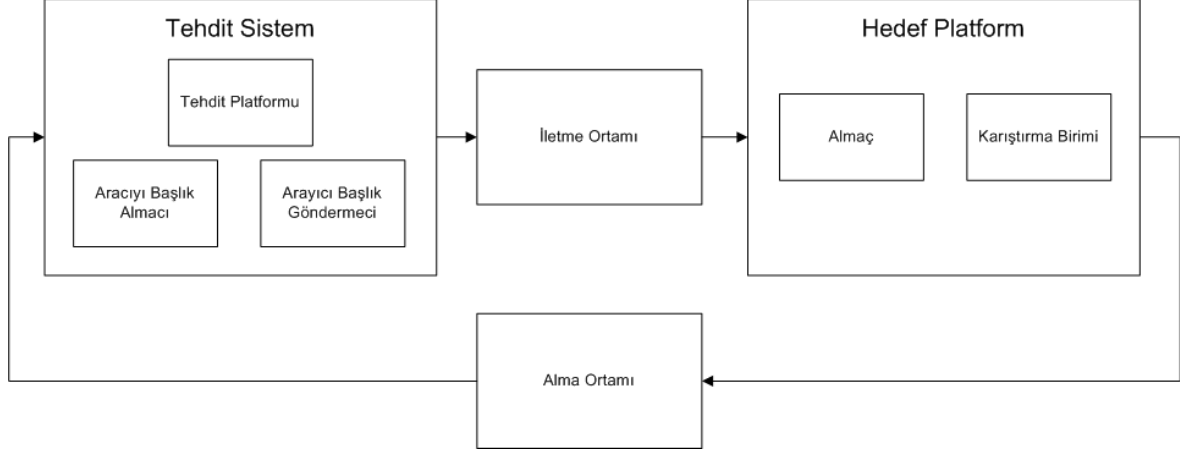 Tehdit Sistem
Tehdit Platformu
Aracıyı Başlık
Almacı
Arayıcı Başlık
Göndermeci
İletme Ortamı
Hedef Platform
Almaç
Karıştırma Birimi
Alma Ortamı